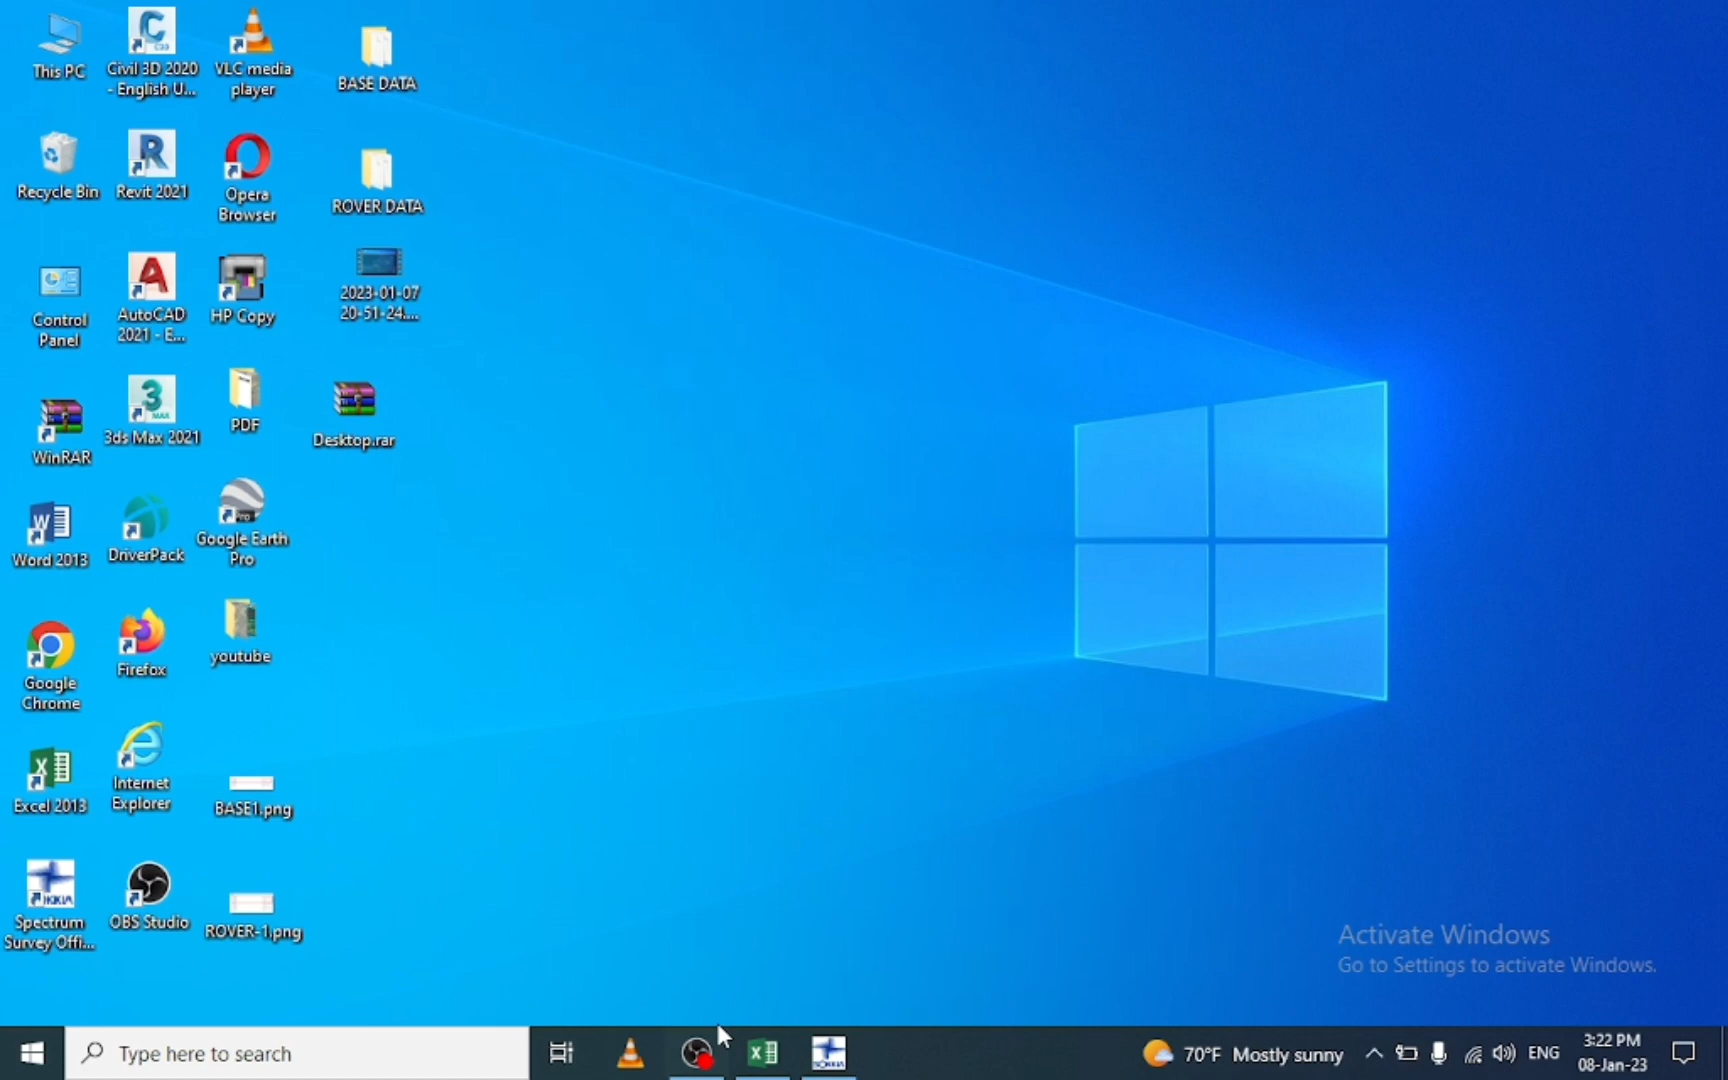 This PC
Civil 3D 2020
- English U...
VLC media
player
BASE DATA
Recycle Bin
Revit 2021
Opera
Browser
ROVER DATA
Control
Panel
AutoCAD
2021 - E...
HP Copy
2023-01-07
20-51-24....
WinRAR
3ds Max 2021
PDF
Desktop.rar
Word 2013
DriverPack
Google Earth
Pro
Google
Chrome
Firefox
youtube
Excel 2013
Internet
Explorer
BASE1.png
Spectrum
Survey Offi...
OBS Studio
ROVER-1.png
Activate Windows
Go to Settings to activate Windows.
Type here to search
70°F Mostly sunny
ENG
3:22 PM
08-Jan-23